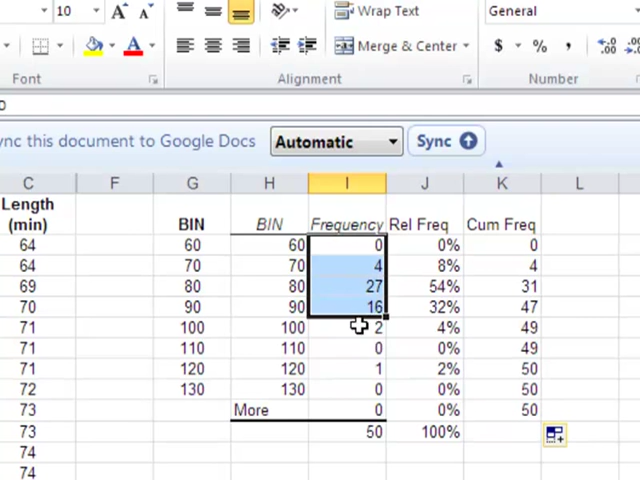 10 A A Wrap Text General
A Merge & Center $ % , .00 .0
Font Alignment Number
0
ync this document to Google Docs Automatic Sync
C F G H I J K L
Length
(min) BIN BIN Frequency Rel Freq Cum Freq
64 60 60 0 0% 0
64 70 70 4 8% 4
69 80 80 27 54% 31
70 90 90 16 32% 47
71 100 100 2 4% 49
71 110 110 0 0% 49
71 120 120 1 2% 50
72 130 130 0 0% 50
73 More 0 0% 50
73 50 100%
74
74